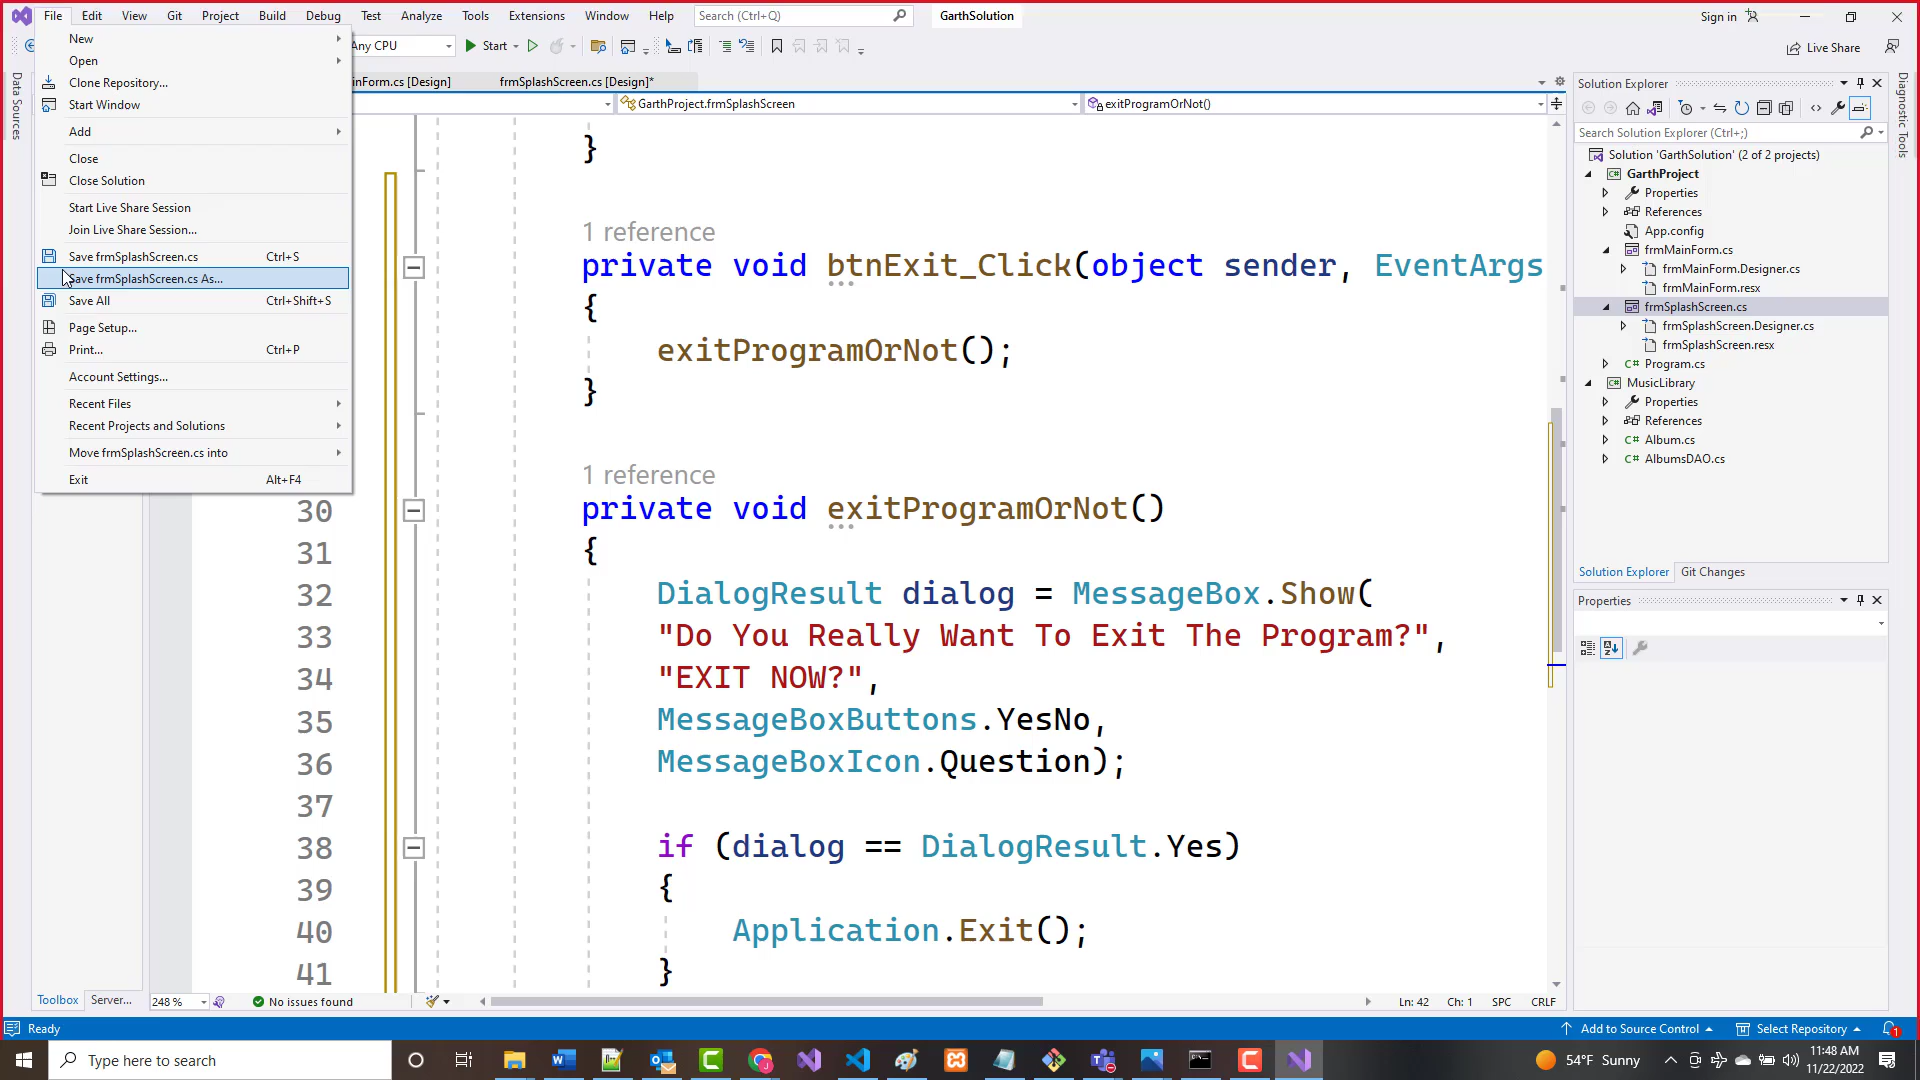 File Edit View Git Project Build Debug Test Analyze Tools Extensions Window Help Search (Ctrl+Q) GarthSolution Sign in
Any CPU Start Live Share
New
Open
Clone Repository...
Start Window
Add
Close
Close Solution
Start Live Share Session
Join Live Share Session...
Save frmSplashScreen.cs Ctrl+S
Save frmSplashScreen.cs As...
Save All Ctrl+Shift+S
Page Setup...
Print... Ctrl+P
Account Settings...
Recent Files
Recent Projects and Solutions
Move frmSplashScreen.cs into
Exit Alt+F4
Data Sources
inForm.cs [Design] frmSplashScreen.cs [Design]*
GarthProject.frmSplashScreen exitProgramOrNot()
}
1 reference
private void btnExit_Click(object sender, EventArgs
{
exitProgramOrNot();
}
1 reference
30 private void exitProgramOrNot()
31 {
32 DialogResult dialog = MessageBox.Show(
33 "Do You Really Want To Exit The Program?",
34 "EXIT NOW?",
35 MessageBoxButtons.YesNo,
36 MessageBoxIcon.Question);
37
38 if (dialog == DialogResult.Yes)
39 {
40 Application.Exit();
41 }
Toolbox Server... 248 % No issues found Ln: 42 Ch: 1 SPC CRLF
Solution Explorer
Search Solution Explorer (Ctrl+;)
Solution 'GarthSolution' (2 of 2 projects)
C# GarthProject
Properties
References
App.config
frmMainForm.cs
frmMainForm.Designer.cs
frmMainForm.resx
frmSplashScreen.cs
frmSplashScreen.Designer.cs
frmSplashScreen.resx
C# Program.cs
C# MusicLibrary
Properties
References
C# Album.cs
C# AlbumsDAO.cs
Solution Explorer Git Changes
Properties
Diagnostic Tools
Ready Add to Source Control Select Repository 1
Type here to search 54°F Sunny 11:48 AM
11/22/2022